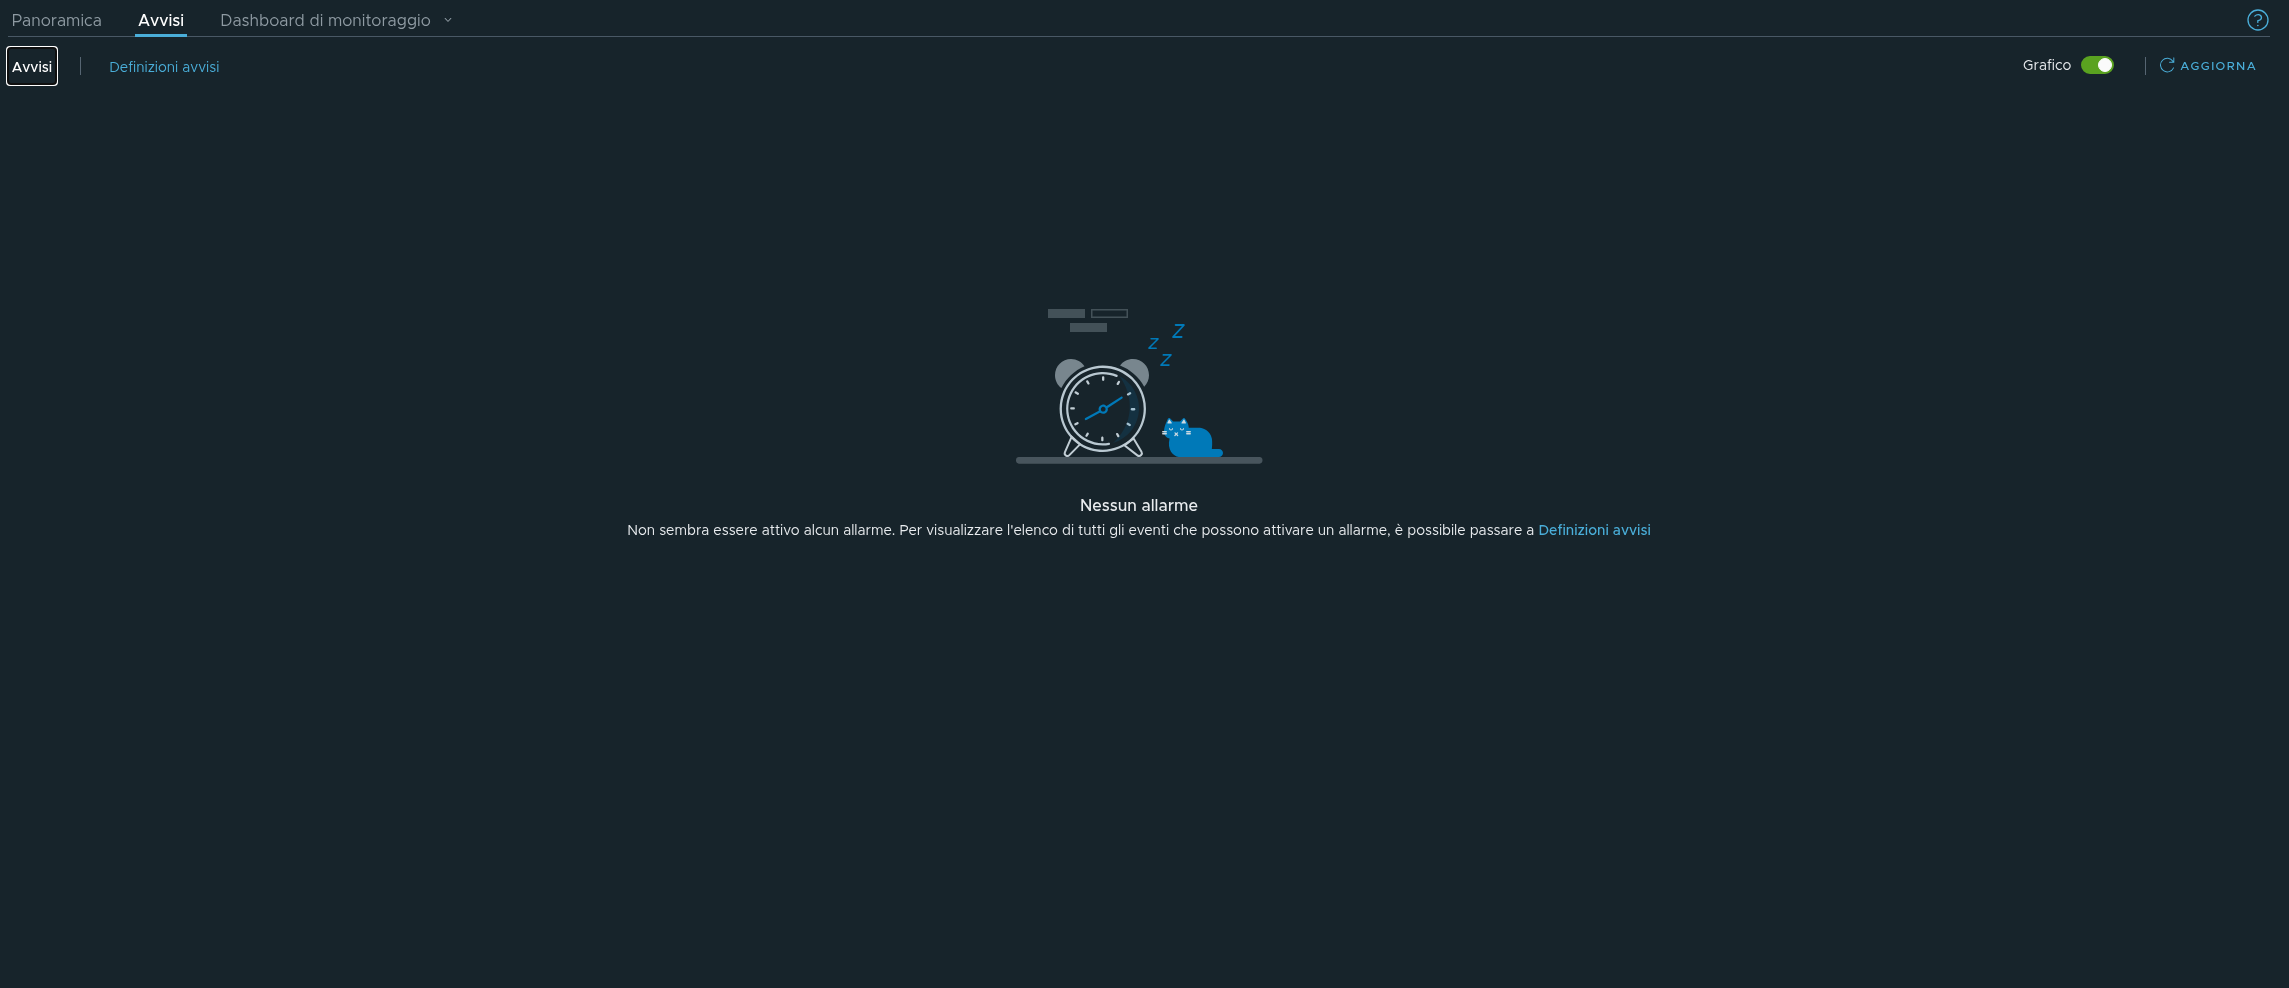 Panoramica Avvisi Dashboard di monitoraggio ?
Avvisi Definizioni avvisi Grafico AGGIORNA
z z z
Nessun allarme
Non sembra essere attivo alcun allarme. Per visualizzare l'elenco di tutti gli eventi che possono attivare un allarme, è possibile passare a Definizioni avvisi